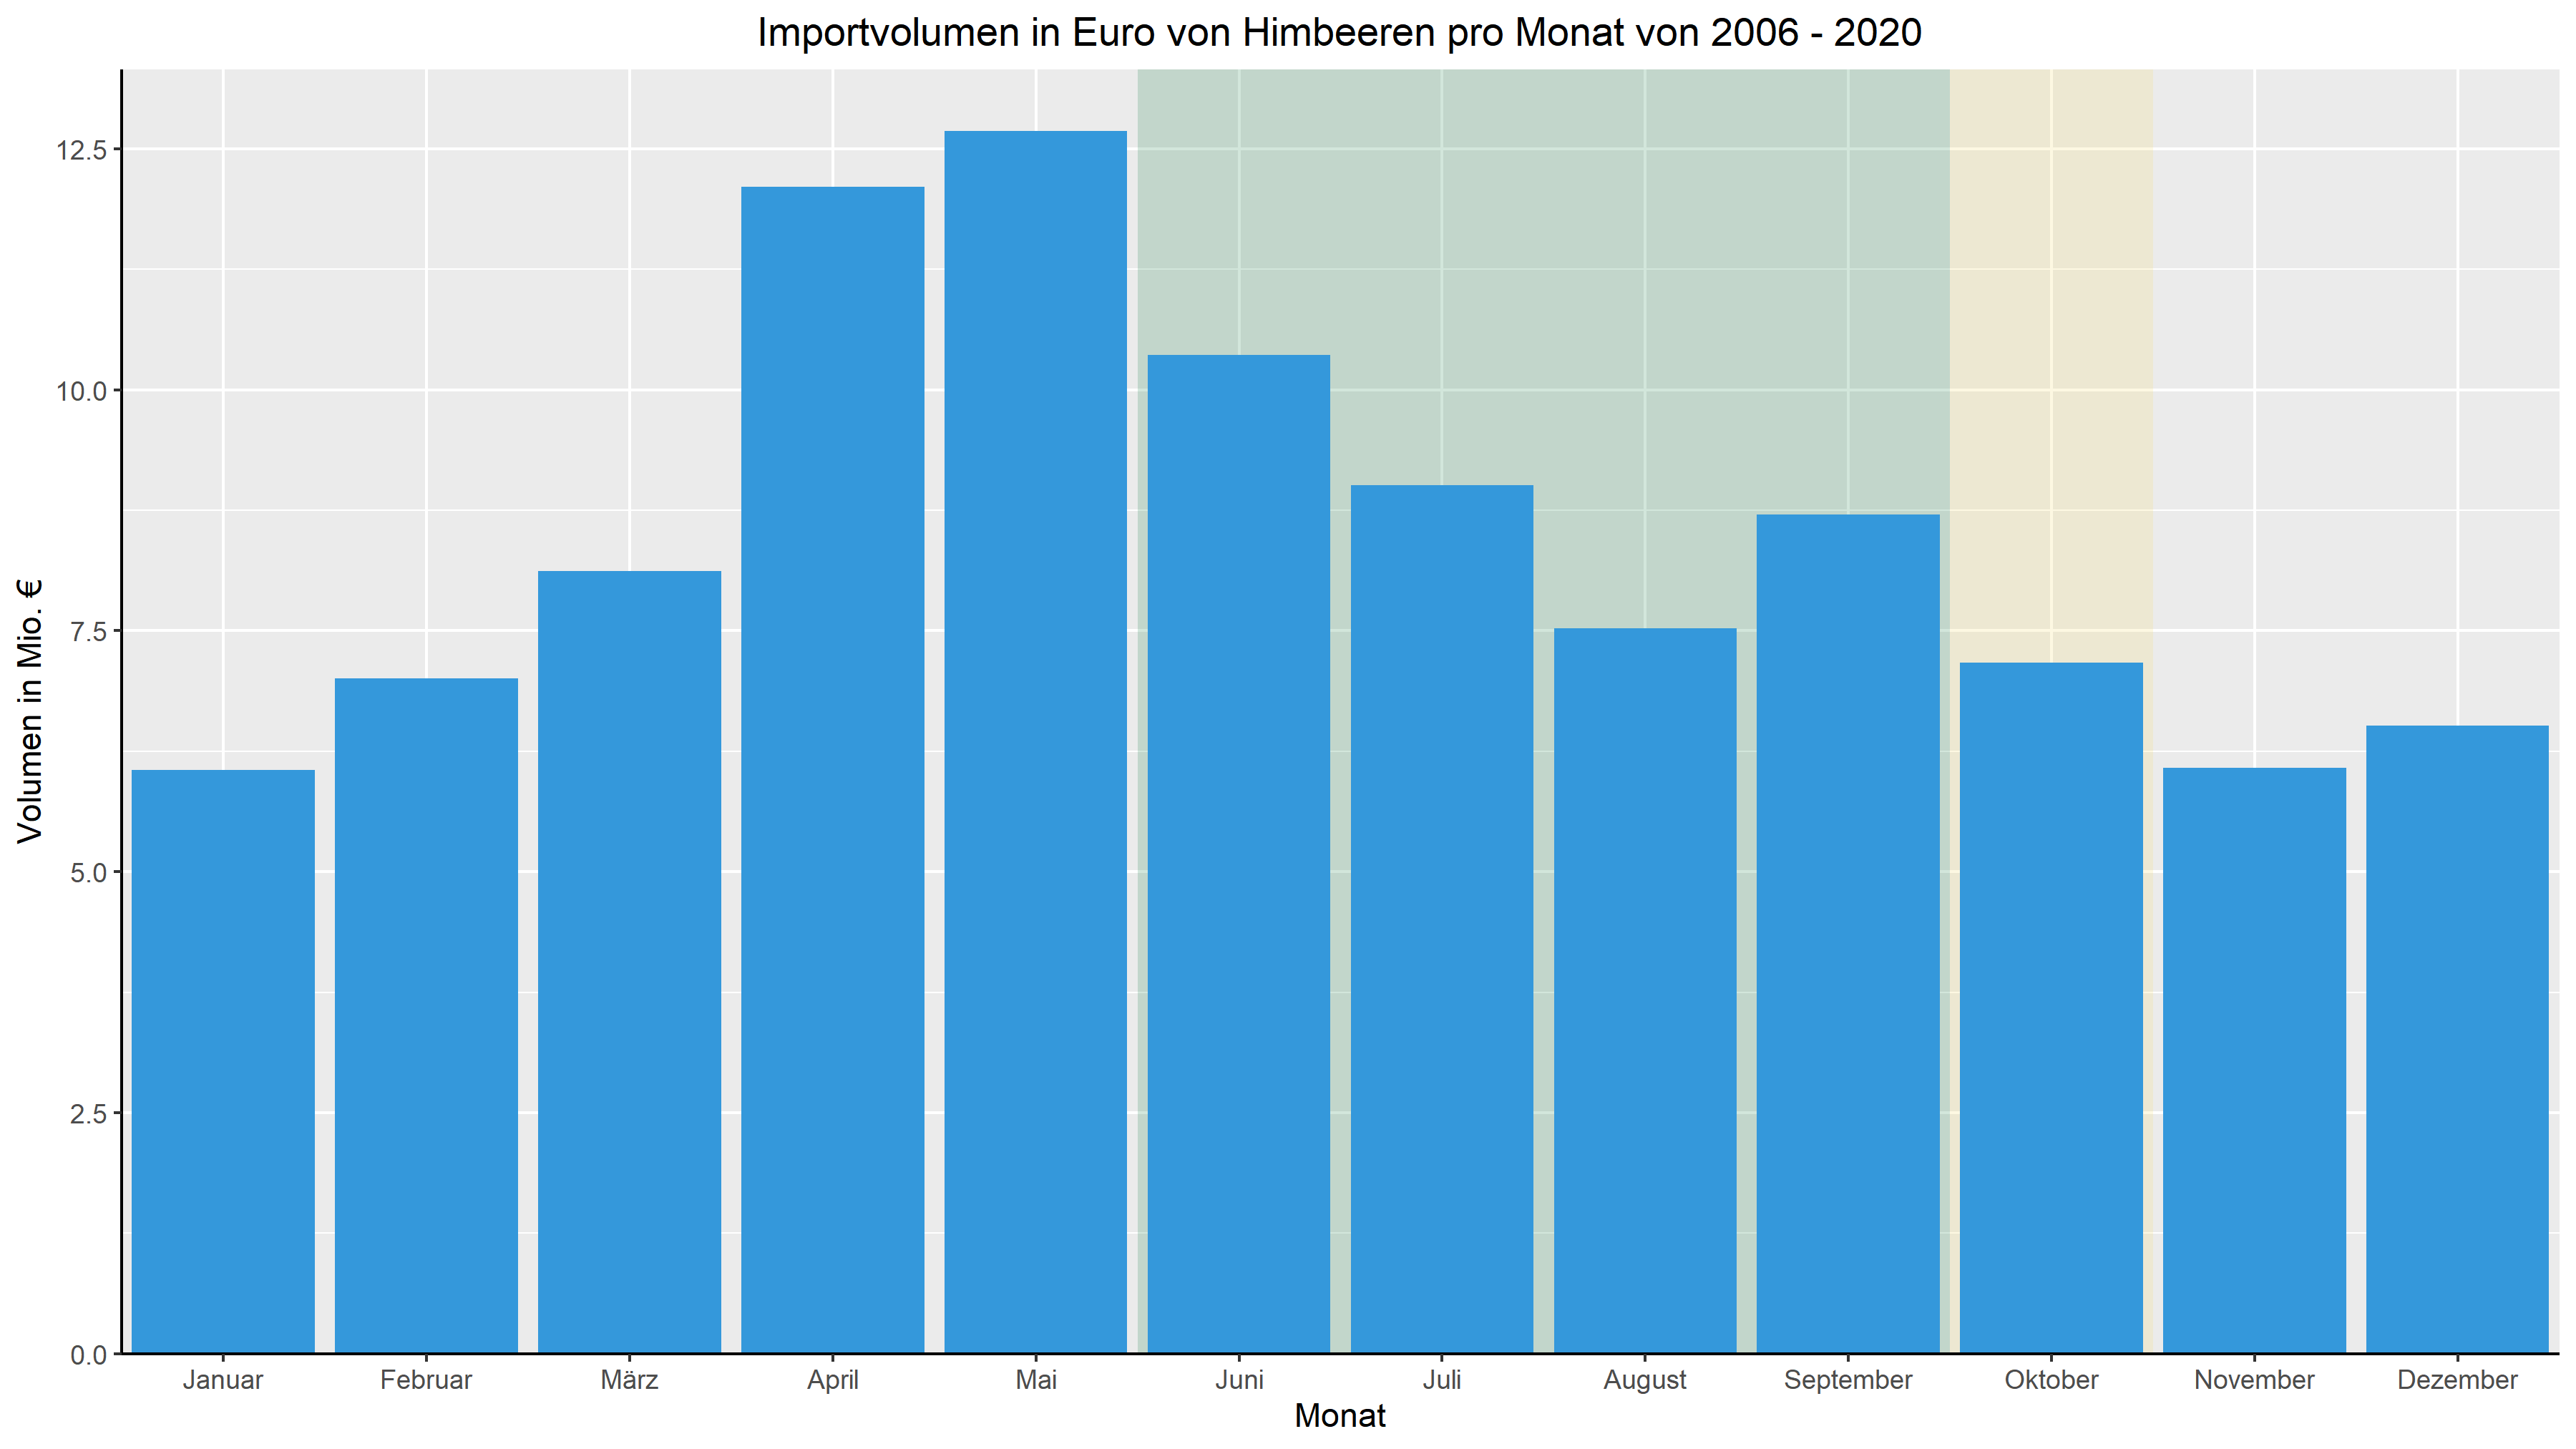 Importvolumen in Euro von Himbeeren pro Monat von 2006 - 2020
Volumen in Mio. €
12.5
10.0
7.5
5.0
2.5
0.0
Januar Februar März April Mai Juni Juli August September Oktober November Dezember
Monat